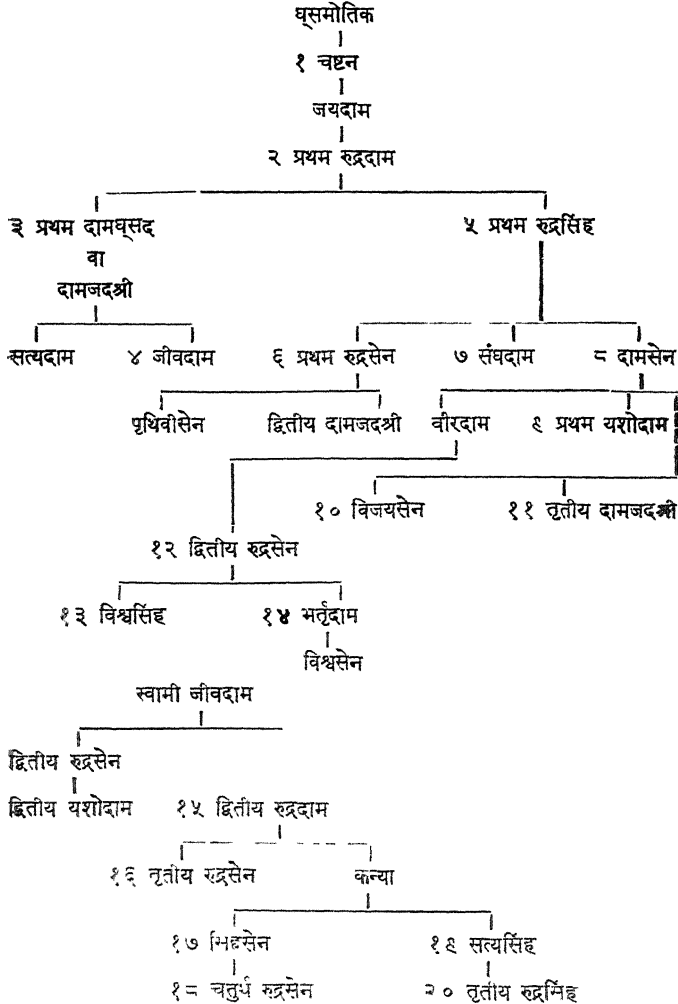 घ्समोतिक
१ चष्टन
जयदाम
२ प्रथम रुद्रदाम
३ प्रथम दामघ्सद ५ प्रथम रुद्रसिंह
वा
दामजदश्री
सत्यदाम ४ जीवदाम ६ प्रथम रुद्रसेन ७ संघदाम ८ दामसेन
पृथिवीसेन द्वितीय दामजदश्री वीरदाम ९ प्रथम यशोदाम
१० विजयसेन ११ तृतीय दामजदश्री
१२ द्वितीय रुद्रसेन
१३ विश्वसिंह १४ भर्तृदाम
विश्वसेन
स्वामी जीवदाम
द्वितीय रुद्रसेन
द्वितीय यशोदाम १५ द्वितीय रुद्रदाम
१६ तृतीय रुद्रसेन कन्या
१७ सिंहसेन १९ सत्यसिंह
१८ चतुर्थ रुद्रसेन २० तृतीय रुद्रसिंह